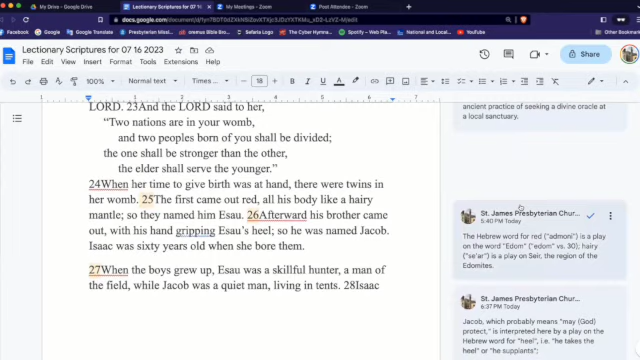 My Drive - Google Drive
Lectionary Scriptures for 07 16
Zp My Meetings - Zoom
Post Attendee - Zoom
docs.google.com/document/d/
Gmail
YouTube
Google
Google Translate
Presbyterian Missi...
oremus Bible Bro...
Settings
The Cyber Hymna...
Spotify
Facebook
Other Bookmarks
Lectionary Scriptures for 07 16 2023
File Edit View Insert Format Tools Extensions Help
Share
100%
Normal text
Times ...
18
LORD. 23And the LORD said to her,
“Two nations are in your womb,
and two peoples born of you shall be divided;
the one shall be stronger than the other,
the elder shall serve the younger.”
24When her time to give birth was at hand, there were twins in
her womb. 25The first came out red, all his body like a hairy
mantle; so they named him Esau. 26Afterward his brother came
out, with his hand gripping Esau’s heel; so he was named Jacob.
Isaac was sixty years old when she bore them.
27When the boys grew up, Esau was a skillful hunter, a man of
the field, while Jacob was a quiet man, living in tents. 28Isaac
ancient practice of seeking a divine oracle at
a local sanctuary.
St. James Presbyterian Chur...
5:40 PM Today
The Hebrew word for red ("admoni") is a play
on the word "Edom" ("edom" vs. 30); hairy
("se'ar") is a play on Seir, the region of the
Edomites.
St. James Presbyterian Chur...
6:37 PM Today
Jacob, which probably means "may (God)
protect," is interpreted here by a play on the
Hebrew word for "heel", i.e. "he takes the
heel" or "he supplants";